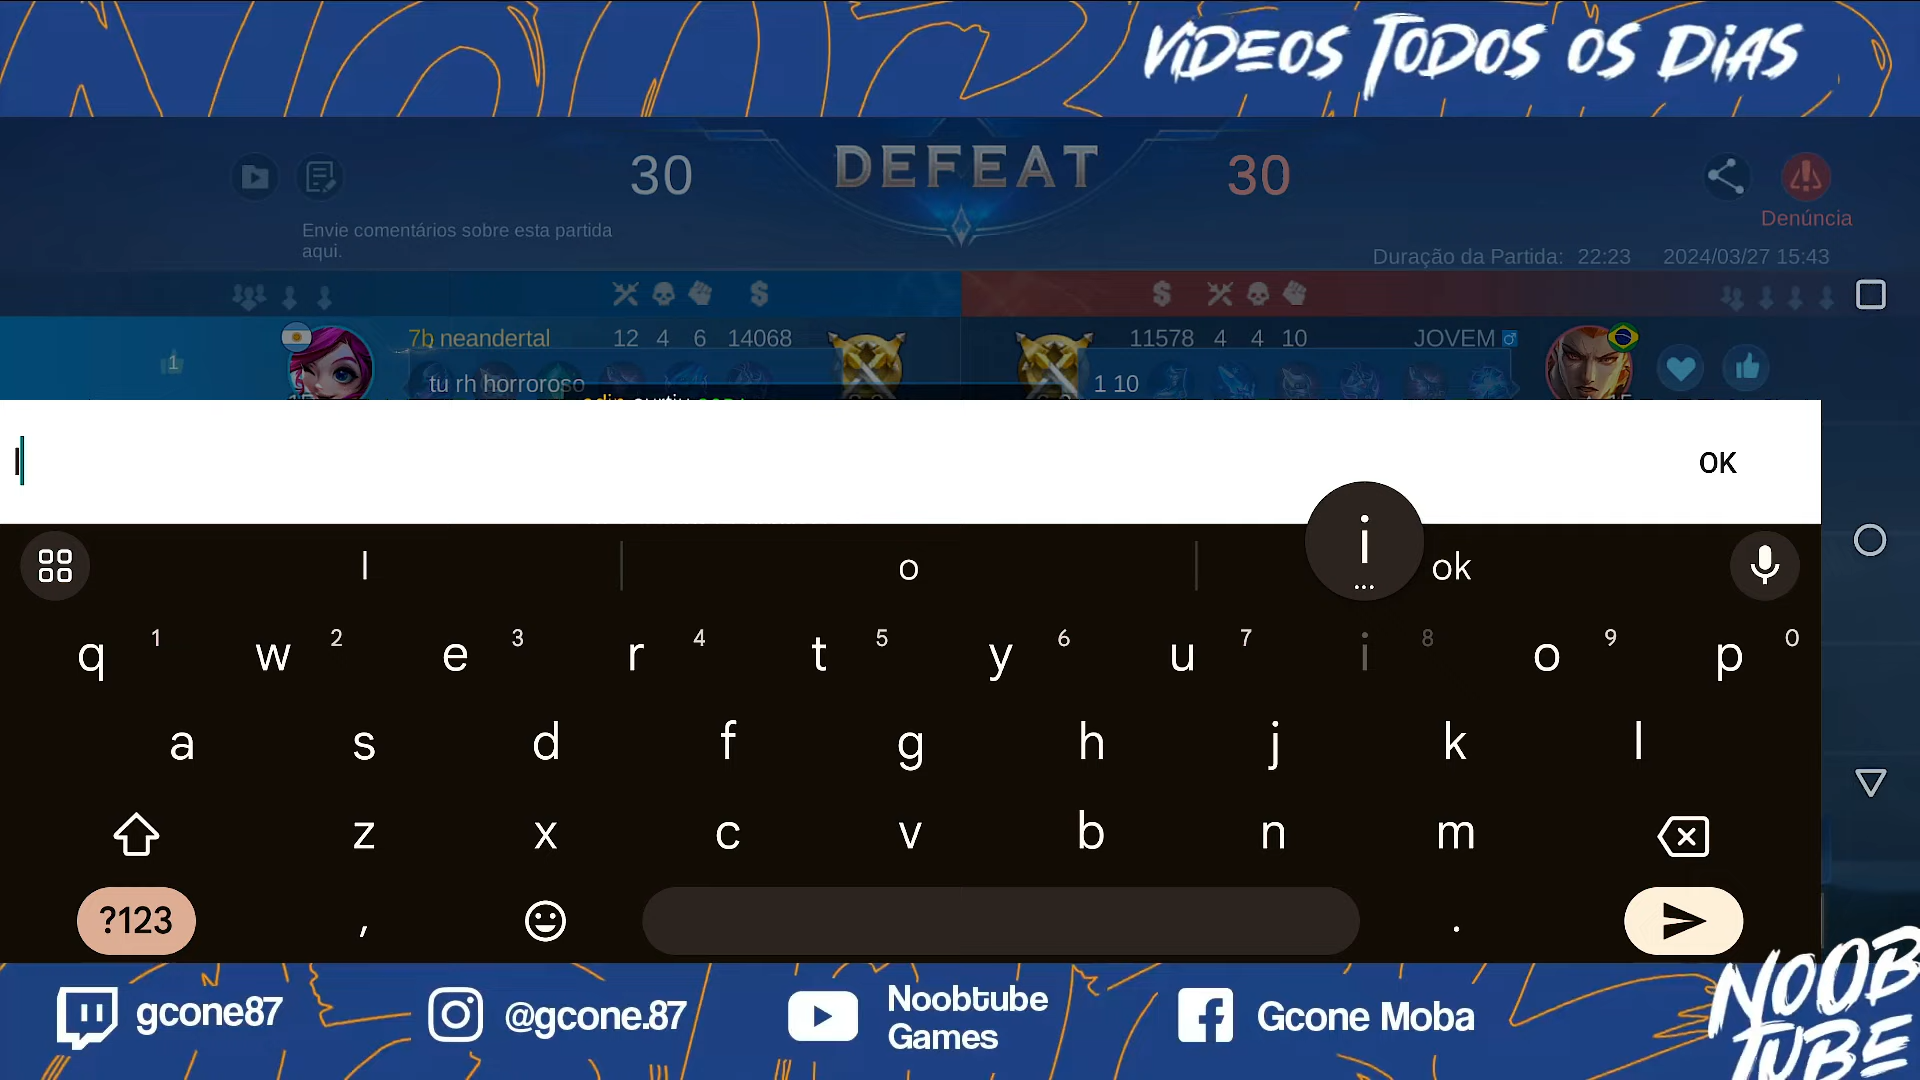 VÍDEOS TODOS OS DIAS
30 DEFEAT 30
Denúncia
Envie comentários sobre esta partida
aqui.
Duração da Partida: 22:23 2024/03/27 15:43
1
7b neandertal 12 4 6 14068
11578 4 4 10 JOVEM
tu rh horroroso
1 10
l
OK
l o ok
i
...
q 1 w 2 e 3 r 4 t 5 y 6 u 7 i 8 o 9 p 0
a s d f g h j k l
z x c v b n m
?123 , .
gcone87
@gcone.87
Noobtube
Games
Gcone Moba
NOOB
TUBE